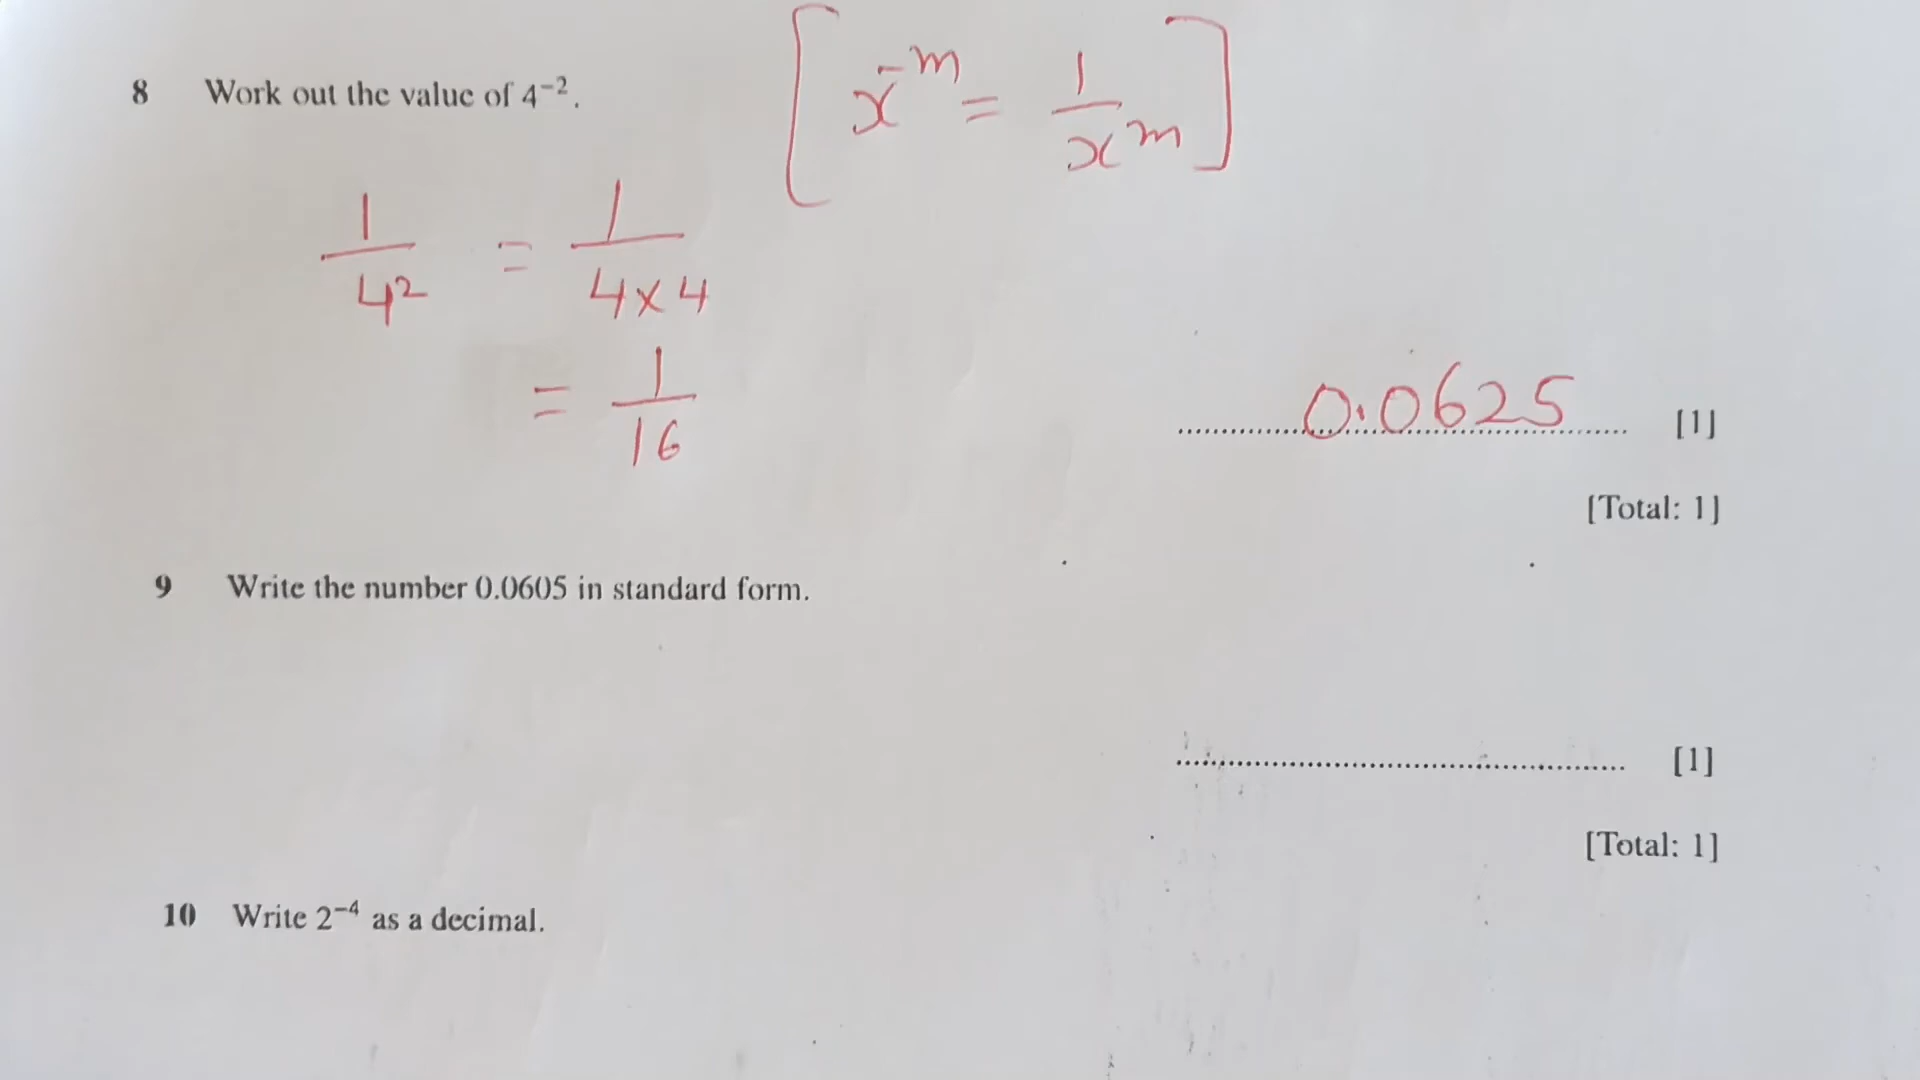 8 Work out the value of 4⁻².
[x⁻ᵐ = 1/xᵐ]
1/4² = 1/4×4
= 1/16
0.0625 [1]
[Total: 1]
9 Write the number 0.0605 in standard form.
[1]
[Total: 1]
10 Write 2⁻⁴ as a decimal.